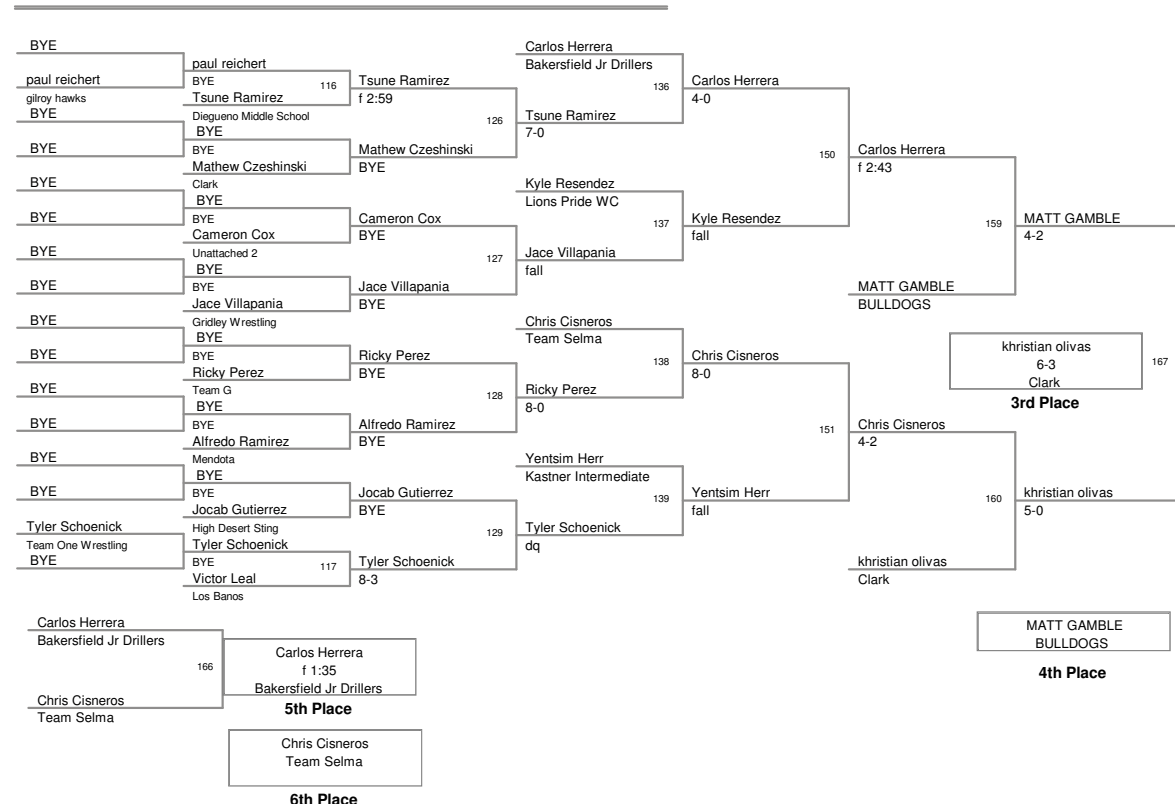 BYE
paul reichert
gilroy hawks
BYE
BYE
BYE
BYE
BYE
BYE
BYE
BYE
BYE
BYE
BYE
BYE
Tyler Schoenick
Team One Wrestling
BYE
paul reichert
BYE
116
Tsune Ramirez
Diegueno Middle School
BYE
BYE
Mathew Czeshinski
Clark
BYE
BYE
Cameron Cox
Unattached 2
BYE
BYE
Jace Villapania
Gridley Wrestling
BYE
BYE
Ricky Perez
Team G
BYE
BYE
Alfredo Ramirez
Mendota
BYE
BYE
Jocab Gutierrez
High Desert Sting
Tyler Schoenick
BYE
117
Victor Leal
Los Banos
Tsune Ramirez
f 2:59
126
Mathew Czeshinski
BYE
Cameron Cox
BYE
127
Jace Villapania
BYE
Ricky Perez
BYE
128
Alfredo Ramirez
BYE
Jocab Gutierrez
BYE
129
Tyler Schoenick
8-3
Carlos Herrera
Bakersfield Jr Drillers
136
Tsune Ramirez
7-0
Kyle Resendez
Lions Pride WC
137
Jace Villapania
fall
Chris Cisneros
Team Selma
138
Ricky Perez
8-0
Yentsim Herr
Kastner Intermediate
139
Tyler Schoenick
dq
Carlos Herrera
4-0
150
Kyle Resendez
fall
Chris Cisneros
8-0
151
Yentsim Herr
fall
Carlos Herrera
f 2:43
159
MATT GAMBLE
BULLDOGS
Chris Cisneros
4-2
160
khristian olivas
Clark
MATT GAMBLE
4-2
khristian olivas
6-3
Clark
167
3rd Place
khristian olivas
5-0
MATT GAMBLE
BULLDOGS
4th Place
Carlos Herrera
Bakersfield Jr Drillers
166
Chris Cisneros
Team Selma
Carlos Herrera
f 1:35
Bakersfield Jr Drillers
5th Place
Chris Cisneros
Team Selma
6th Place